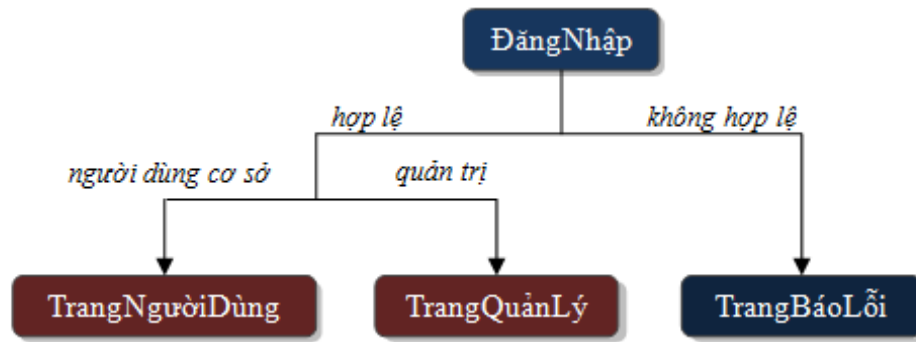 ĐăngNhập
hợp lệ
không hợp lệ
người dùng cơ sở
quản trị
TrangNgườiDùng
TrangQuảnLý
TrangBáoLỗi